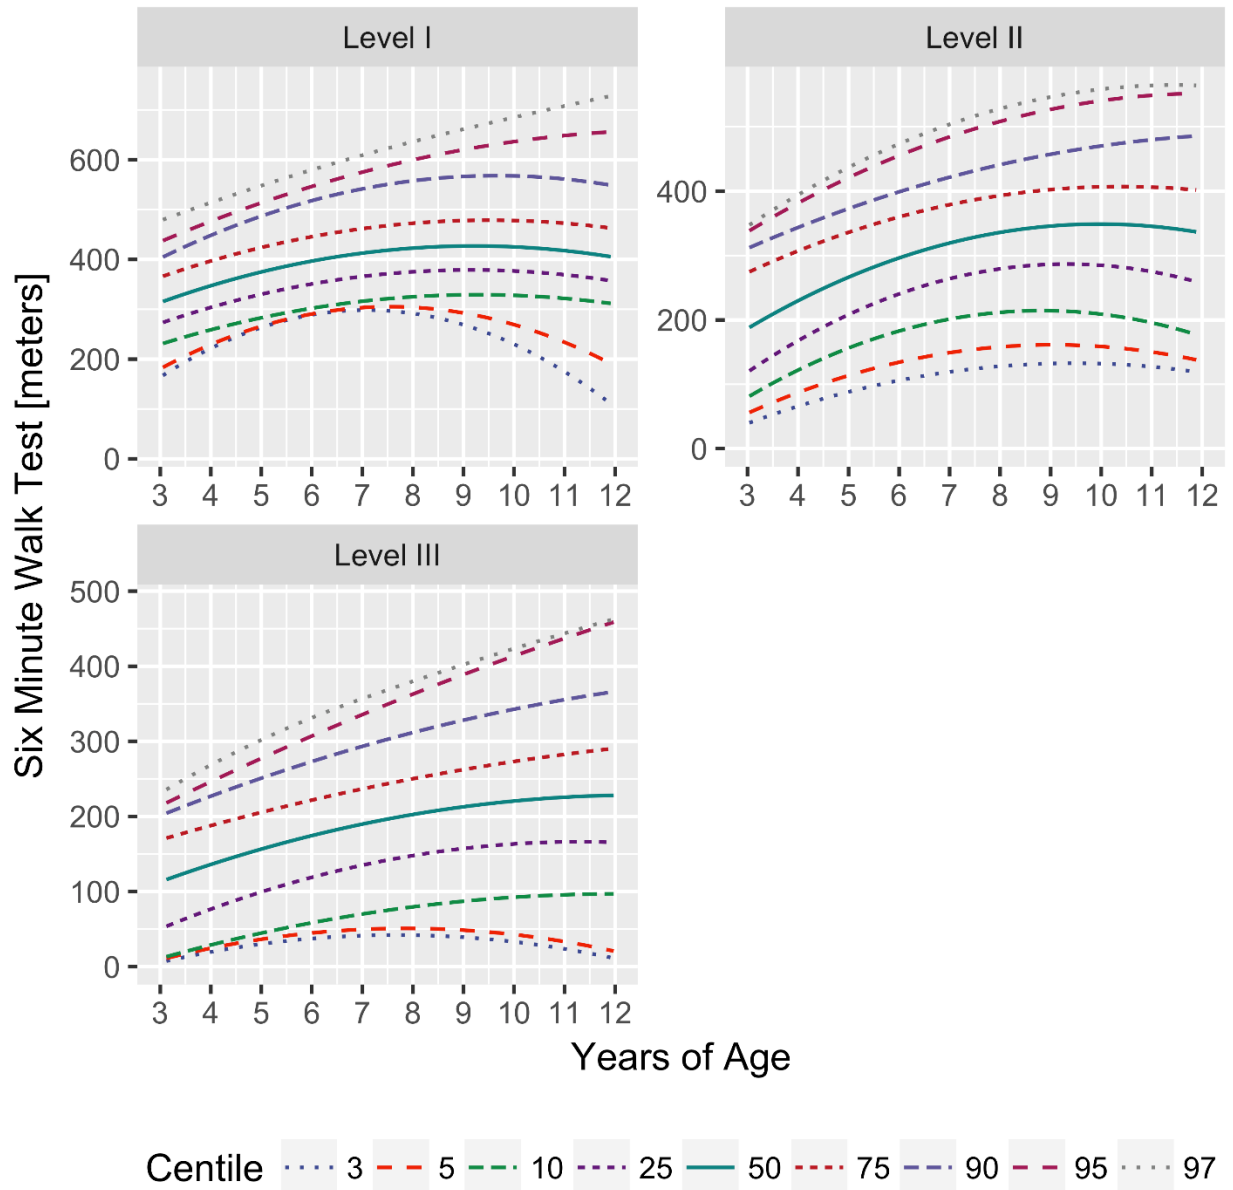 Level I
Level II
600
400
200
0
400
200
0
3 4 5 6 7 8 9 10 11 12
3 4 5 6 7 8 9 10 11 12
Six Minute Walk Test [meters]
Level III
500
400
300
200
100
0
3 4 5 6 7 8 9 10 11 12
Years of Age
Centile 3 5 10 25 50 75 90 95 97